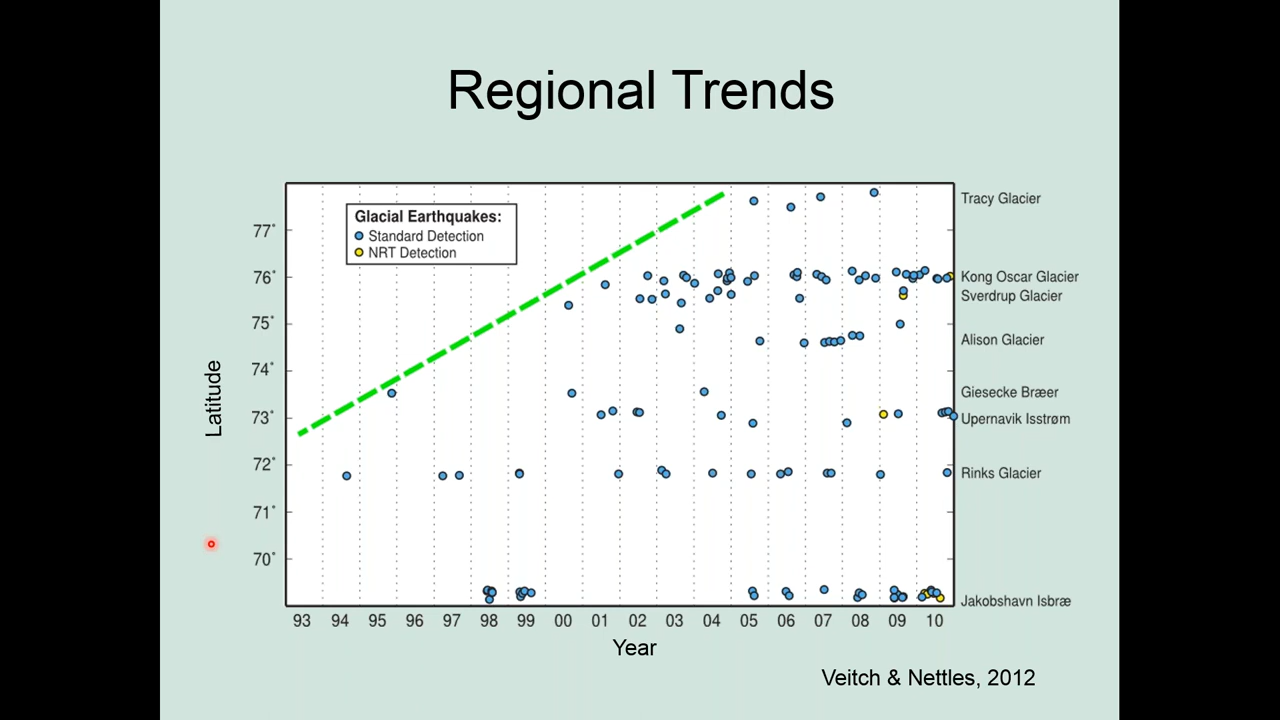 Regional Trends
Glacial Earthquakes:
Standard Detection
NRT Detection
77°
76°
75°
74°
73°
72°
71°
70°
Latitude
Tracy Glacier
Kong Oscar Glacier
Sverdrup Glacier
Alison Glacier
Giesecke Bræer
Upernavik Isstrøm
Rinks Glacier
Jakobshavn Isbræ
93 94 95 96 97 98 99 00 01 02 03 04 05 06 07 08 09 10
Year
Veitch & Nettles, 2012